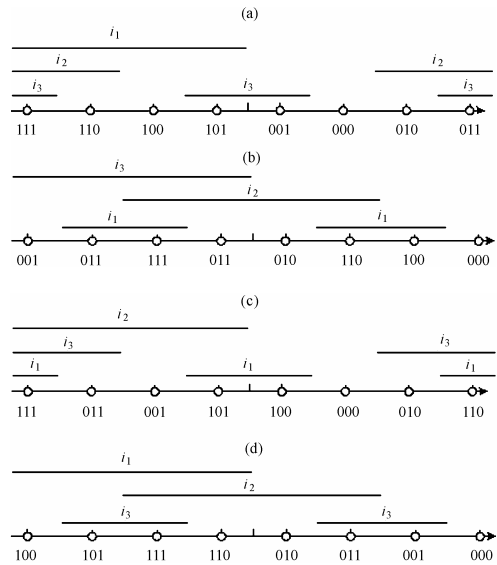 (a)
i₁
i₂ i₂
i₃ i₃ i₃
111 110 100 101 001 000 010 011
(b)
i₃
i₂
i₁ i₁
001 011 111 011 010 110 100 000
(c)
i₂
i₃ i₃
i₁ i₁ i₁
111 011 001 101 100 000 010 110
(d)
i₁
i₂
i₃ i₃
100 101 111 110 010 011 001 000